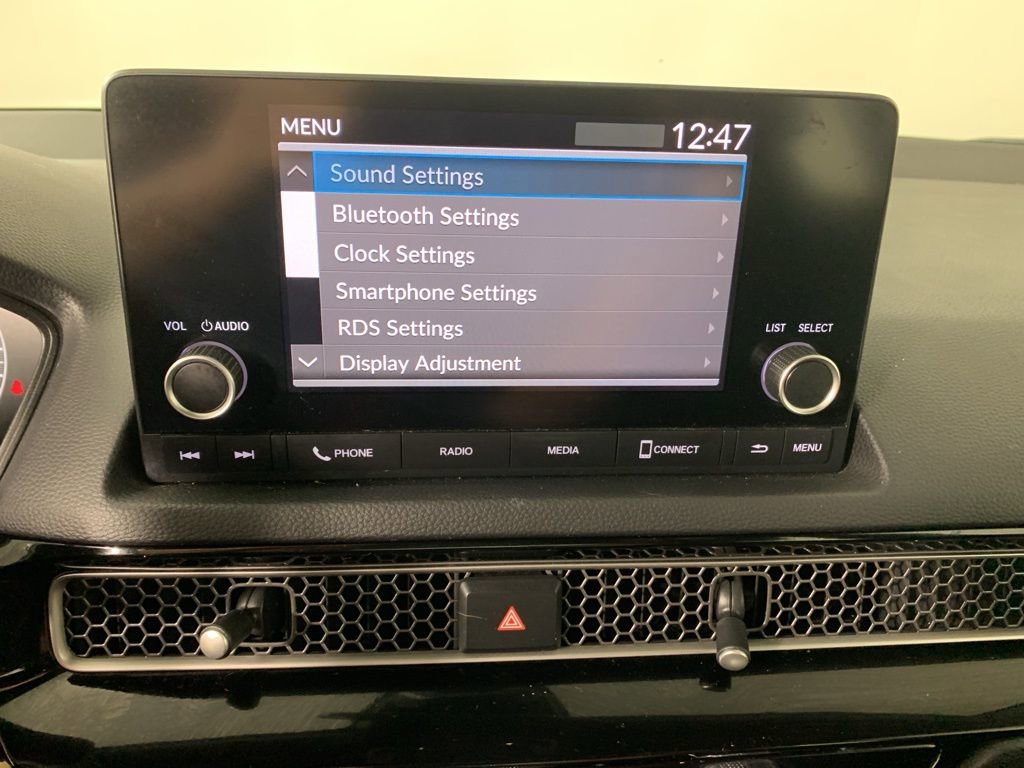 MENU 12:47
Sound Settings
Bluetooth Settings
Clock Settings
Smartphone Settings
RDS Settings
Display Adjustment
VOL AUDIO
LIST SELECT
PHONE RADIO MEDIA CONNECT MENU